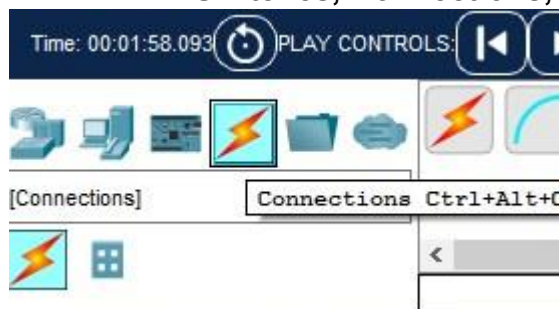 Time: 00:01:58.093 PLAY CONTROLS:
[Connections]
Connections Ctrl+Alt+